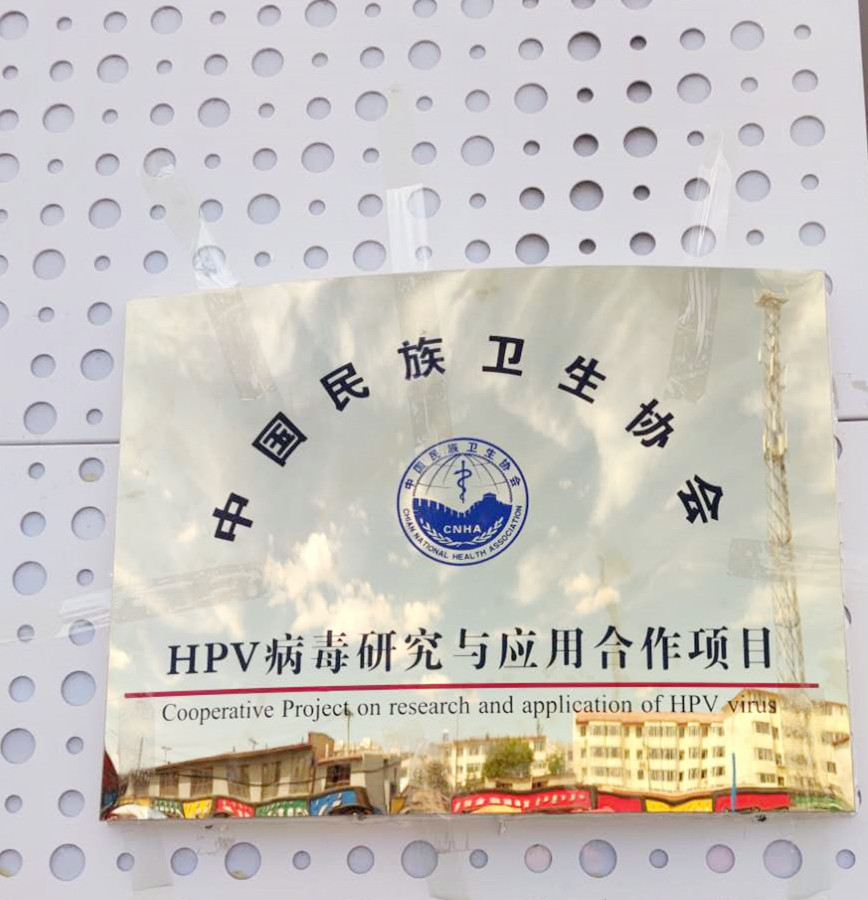 中国民族卫生协会
中国民族卫生协会
CNHA
CHIAN NATIONAL HEALTH ASSOCIATION
HPV病毒研究与应用合作项目
Cooperative Project on research and application of HPV virus